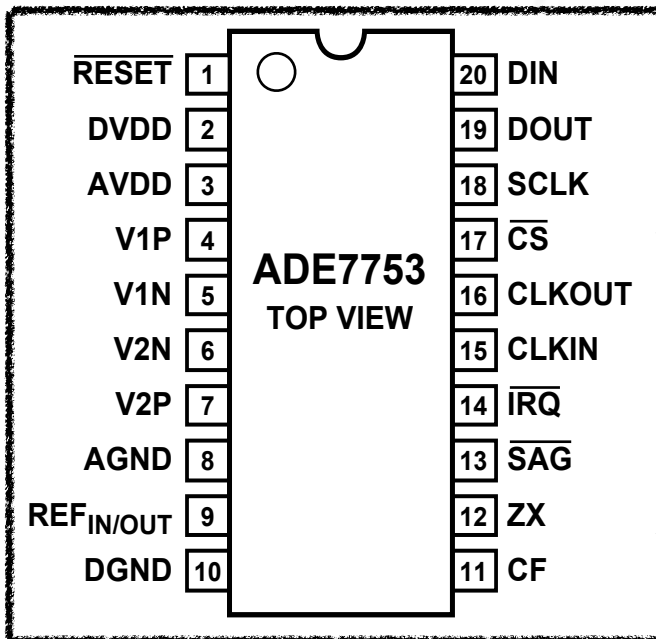 RESET 1 20 DIN
DVDD 2 19 DOUT
AVDD 3 18 SCLK
V1P 4 17 CS
V1N 5 ADE7753 16 CLKOUT
V2N 6 TOP VIEW 15 CLKIN
V2P 7 14 IRQ
AGND 8 13 SAG
REFIN/OUT 9 12 ZX
DGND 10 11 CF